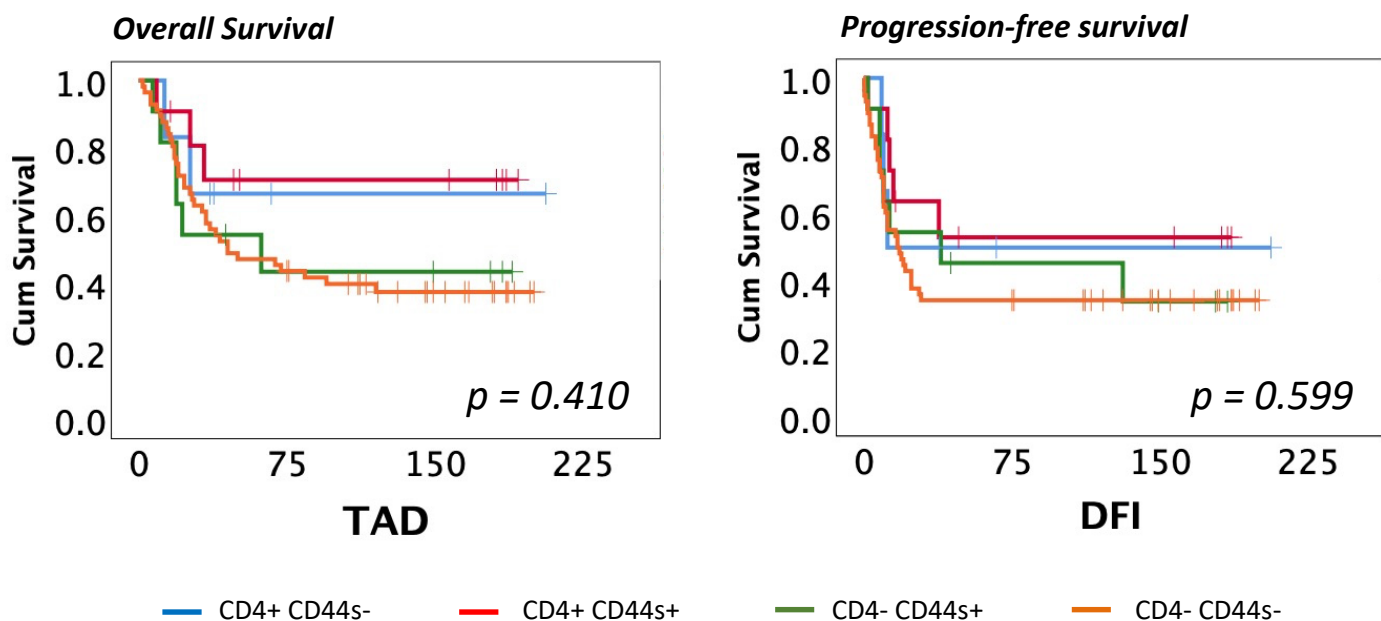 Overall Survival
Cum Survival
1.0
0.8
0.6
0.4
0.2
0.0
p = 0.410
0 75 150 225
TAD
Progression-free survival
Cum Survival
1.0
0.8
0.6
0.4
0.2
0.0
p = 0.599
0 75 150 225
DFI
CD4+ CD44s- CD4+ CD44s+ CD4- CD44s+ CD4- CD44s-